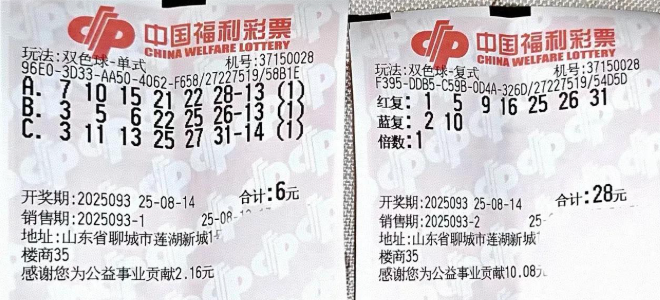 中国福利彩票
CHINA WELFARE LOTTERY
玩法:双色球-单式 机号:37150028
96E0-3D33-AA50-4062-F658/27227519/58B1E
A. 7 10 15 21 22 28-13 (1)
B. 3 5 6 22 25 26-13 (1)
C. 3 11 13 25 27 31-14 (1)
开奖期:2025093 25-08-14 合计:6元
销售期:2025093-1 25-08-
地址:山东省聊城市莲湖新城1号
楼商35
感谢您为公益事业贡献2.16元
中国福利彩票
CHINA WELFARE LOTTERY
玩法:双色球-复式 机号:37150028
F395-DDB5-C59B-0D4A-326D/27227519/54D5D
红复: 1 5 9 16 25 26 31
蓝复: 2 10
倍数:1
开奖期:2025093 25-08-14 合计:28元
销售期:2025093-2 25-
地址:山东省聊城市莲湖新城
楼商35
感谢您为公益事业贡献10.08元